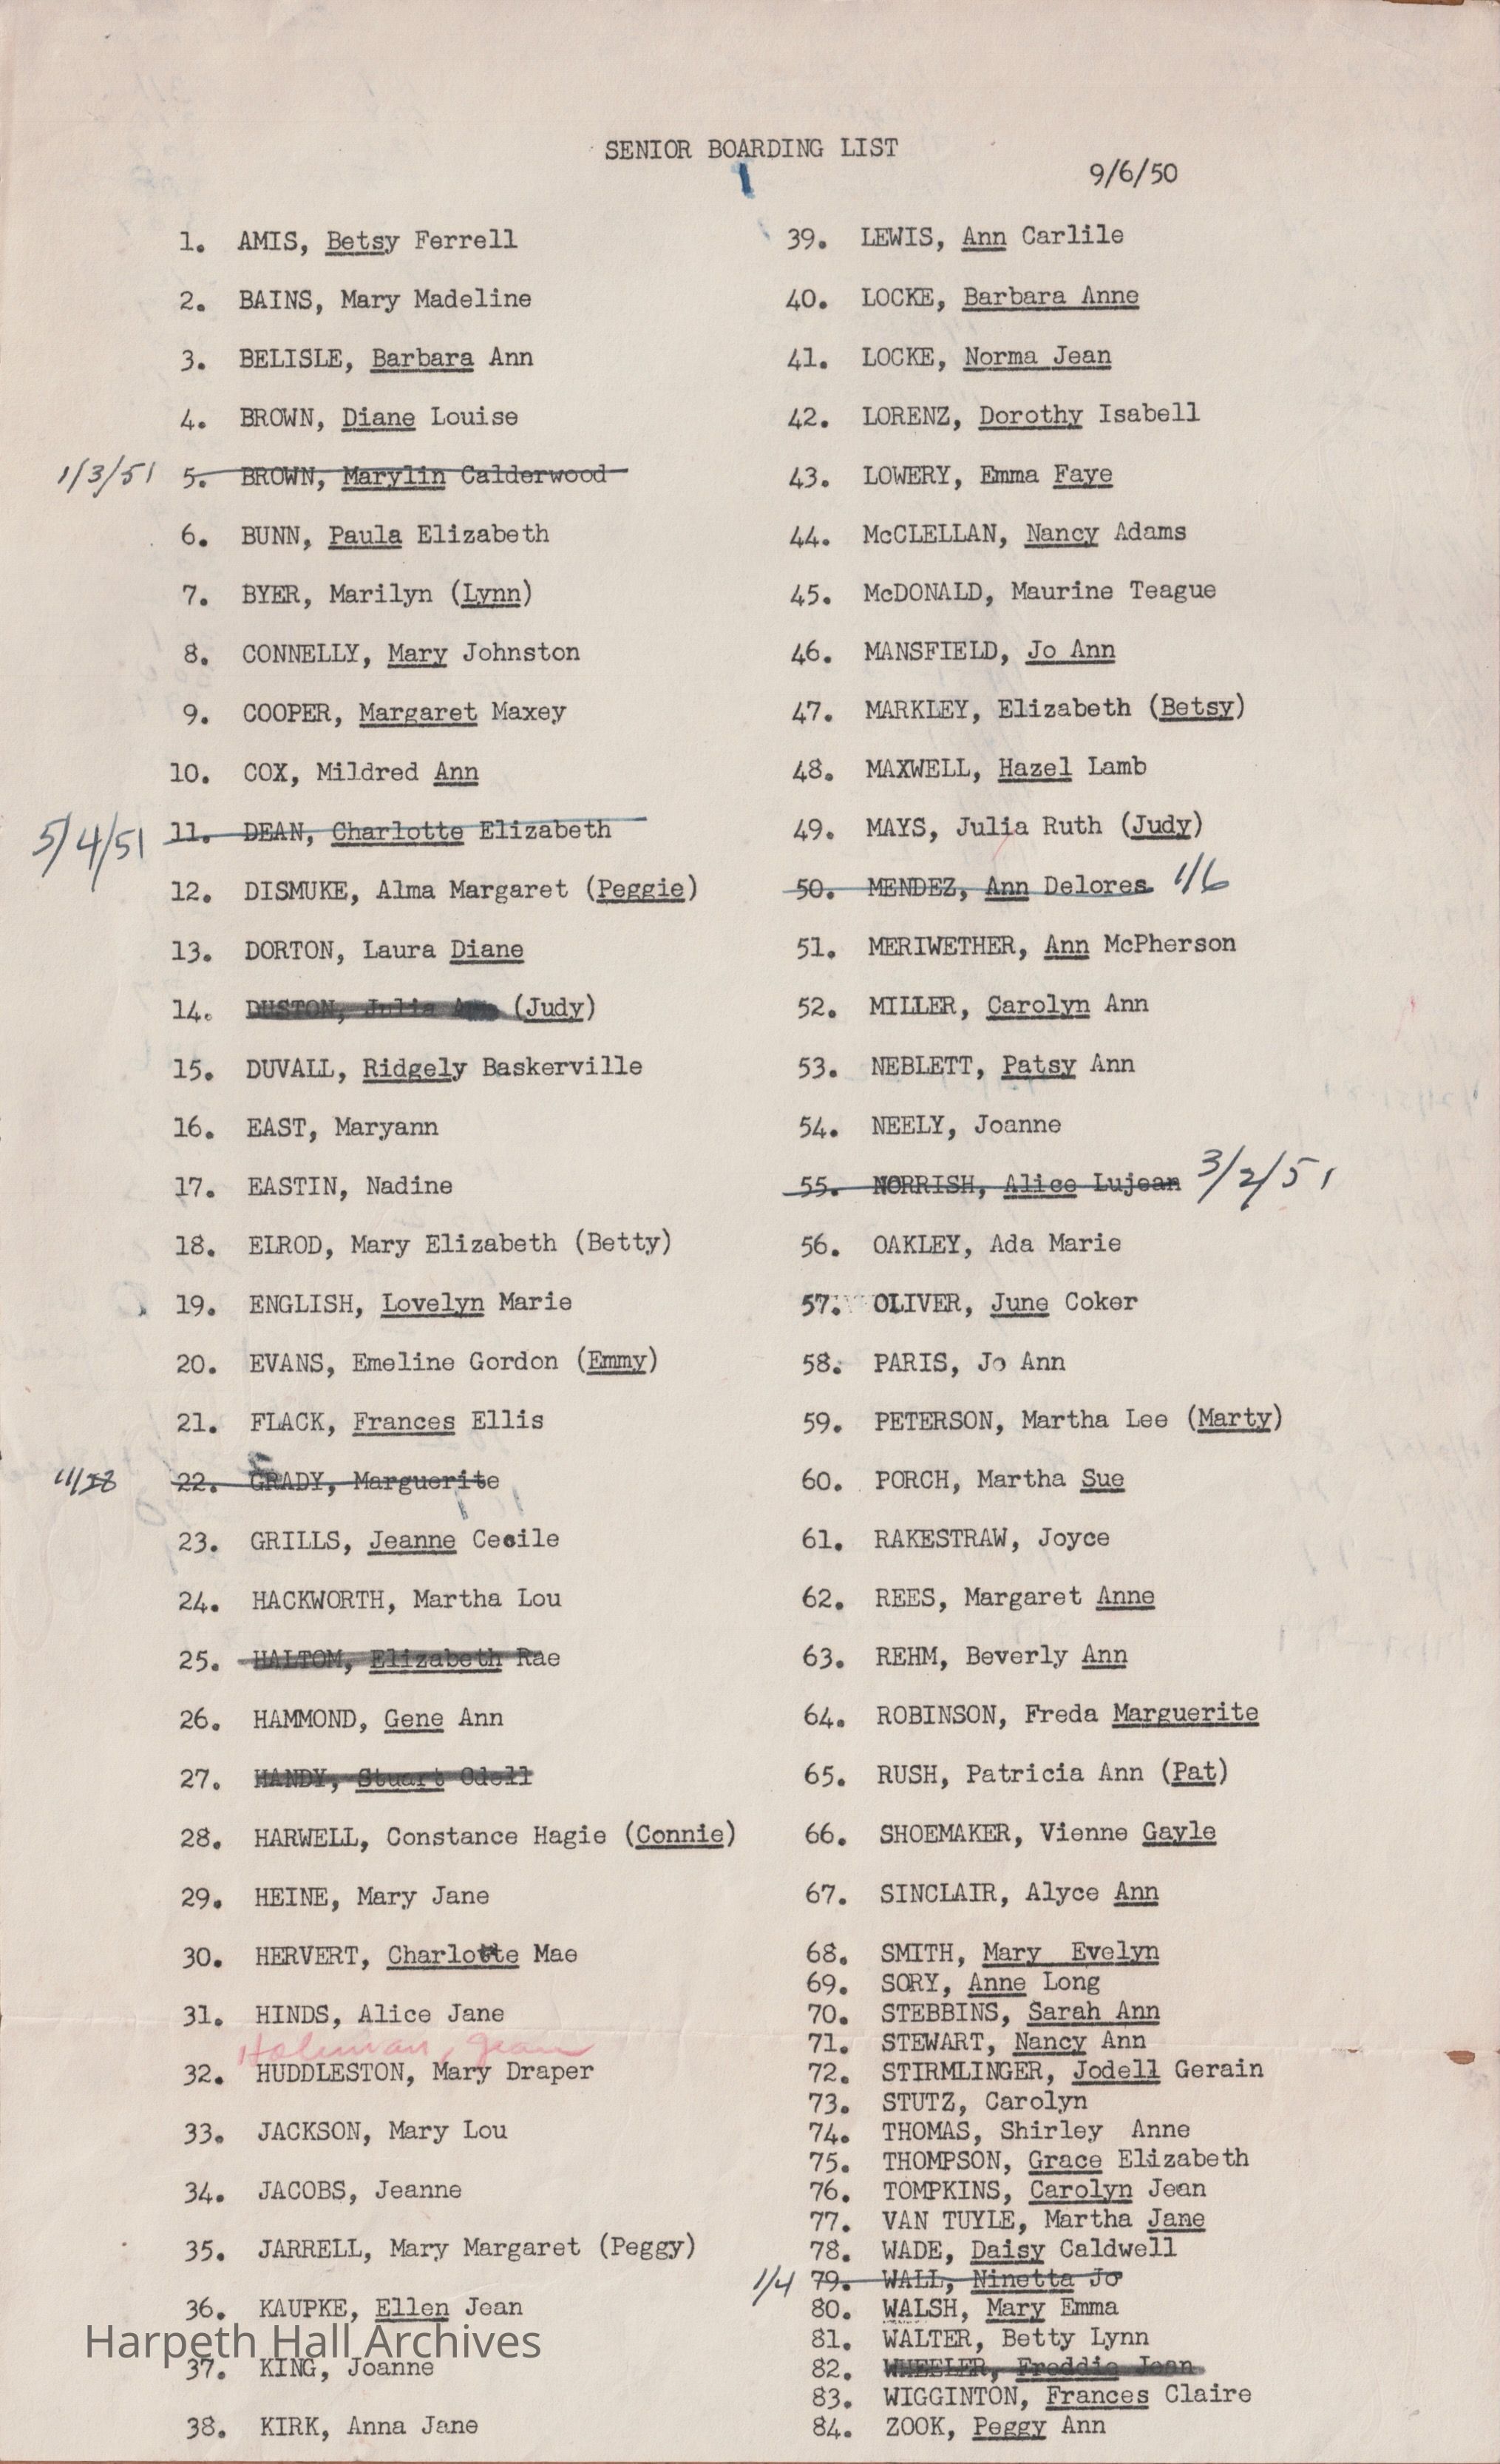 SENIOR BOARDING LIST
9/6/50
1. AMIS, Betsy Ferrell
2. BAINS, Mary Madeline
3. BELISLE, Barbara Ann
4. BROWN, Diane Louise
1/3/51 5. BROWN, Marylin Calderwood
6. BUNN, Paula Elizabeth
7. BYER, Marilyn (Lynn)
8. CONNELLY, Mary Johnston
9. COOPER, Margaret Maxey
10. COX, Mildred Ann
5/4/51 11. DEAN, Charlotte Elizabeth
12. DISMUKE, Alma Margaret (Peggie)
13. DORTON, Laura Diane
14. DUSTON, Julia Ann (Judy)
15. DUVALL, Ridgely Baskerville
16. EAST, Maryann
17. EASTIN, Nadine
18. ELROD, Mary Elizabeth (Betty)
19. ENGLISH, Lovelyn Marie
20. EVANS, Emeline Gordon (Emmy)
21. FLACK, Frances Ellis
11/28 22. GRADY, Marguerite
23. GRILLS, Jeanne Cecile
24. HACKWORTH, Martha Lou
25. HALTOM, Elizabeth Rae
26. HAMMOND, Gene Ann
27. HANDY, Stuart Odell
28. HARWELL, Constance Hagie (Connie)
29. HEINE, Mary Jane
30. HERVERT, Charlotte Mae
31. HINDS, Alice Jane
Holman, Jean
32. HUDDLESTON, Mary Draper
33. JACKSON, Mary Lou
34. JACOBS, Jeanne
35. JARRELL, Mary Margaret (Peggy)
36. KAUPKE, Ellen Jean
Harpeth Hall Archives
37. KING, Joanne
38. KIRK, Anna Jane
39. LEWIS, Ann Carlile
40. LOCKE, Barbara Anne
41. LOCKE, Norma Jean
42. LORENZ, Dorothy Isabell
43. LOWERY, Emma Faye
44. McCLELLAN, Nancy Adams
45. McDONALD, Maurine Teague
46. MANSFIELD, Jo Ann
47. MARKLEY, Elizabeth (Betsy)
48. MAXWELL, Hazel Lamb
49. MAYS, Julia Ruth (Judy)
50. MENDEZ, Ann Delores 1/6
51. MERIWETHER, Ann McPherson
52. MILLER, Carolyn Ann
53. NEBLETT, Patsy Ann
54. NEELY, Joanne
55. NORRISH, Alice Lujean 3/2/51
56. OAKLEY, Ada Marie
57. OLIVER, June Coker
58. PARIS, Jo Ann
59. PETERSON, Martha Lee (Marty)
60. PORCH, Martha Sue
61. RAKESTRAW, Joyce
62. REES, Margaret Anne
63. REHM, Beverly Ann
64. ROBINSON, Freda Marguerite
65. RUSH, Patricia Ann (Pat)
66. SHOEMAKER, Vienne Gayle
67. SINCLAIR, Alyce Ann
68. SMITH, Mary Evelyn
69. SORY, Anne Long
70. STEBBINS, Sarah Ann
71. STEWART, Nancy Ann
72. STIRMLINGER, Jodell Gerain
73. STUTZ, Carolyn
74. THOMAS, Shirley Anne
75. THOMPSON, Grace Elizabeth
76. TOMPKINS, Carolyn Jean
77. VAN TUYLE, Martha Jane
78. WADE, Daisy Caldwell
1/4 79. WALL, Ninetta Jo
80. WALSH, Mary Emma
81. WALTER, Betty Lynn
82. WHEELER, Freddie Jean
83. WIGGINTON, Frances Claire
84. ZOOK, Peggy Ann